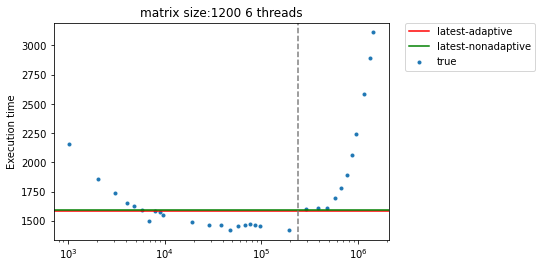 matrix size:1200 6 threads
latest-adaptive
latest-nonadaptive
true
Execution time
3000
2750
2500
2250
2000
1750
1500
10³
10⁴
10⁵
10⁶